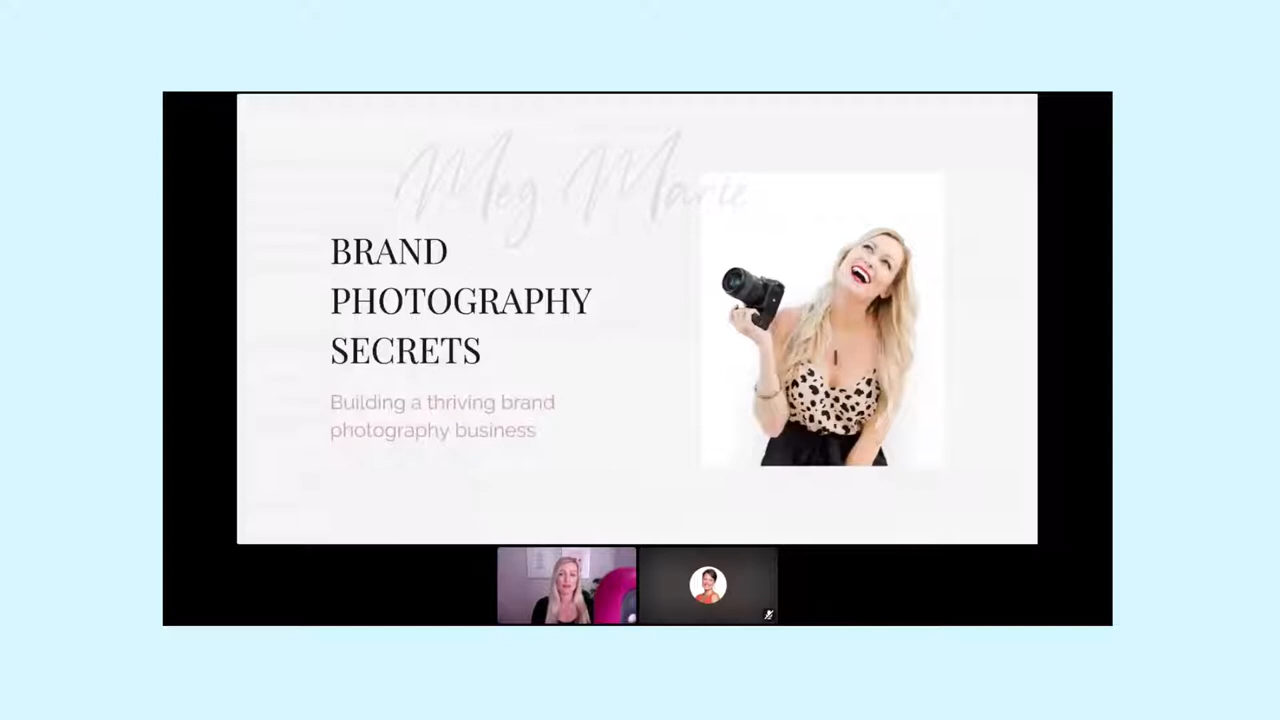 Meg Marie
BRAND
PHOTOGRAPHY
SECRETS
Building a thriving brand
photography business